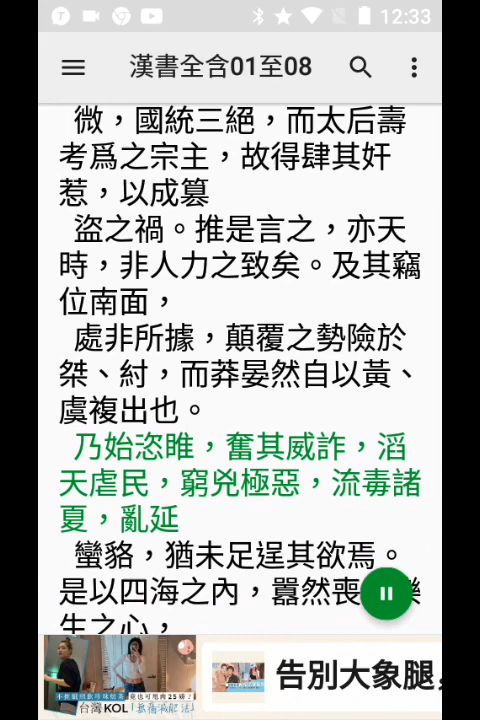 12:33
漢書全含01至08
微，國統三絕，而太后壽
考爲之宗主，故得肆其奸
惹，以成篡
盜之禍。推是言之，亦天
時，非人力之致矣。及其竊
位南面，
處非所據，顛覆之勢險於
桀、紂，而莽晏然自以黃、
虞複出也。
乃始恣睢，奮其威詐，滔
天虐民，窮兇極惡，流毒諸
夏，亂延
蠻貉，猶未足逞其欲焉。
是以四海之內，囂然喪
生之心，
台灣KOL
告別大象腿